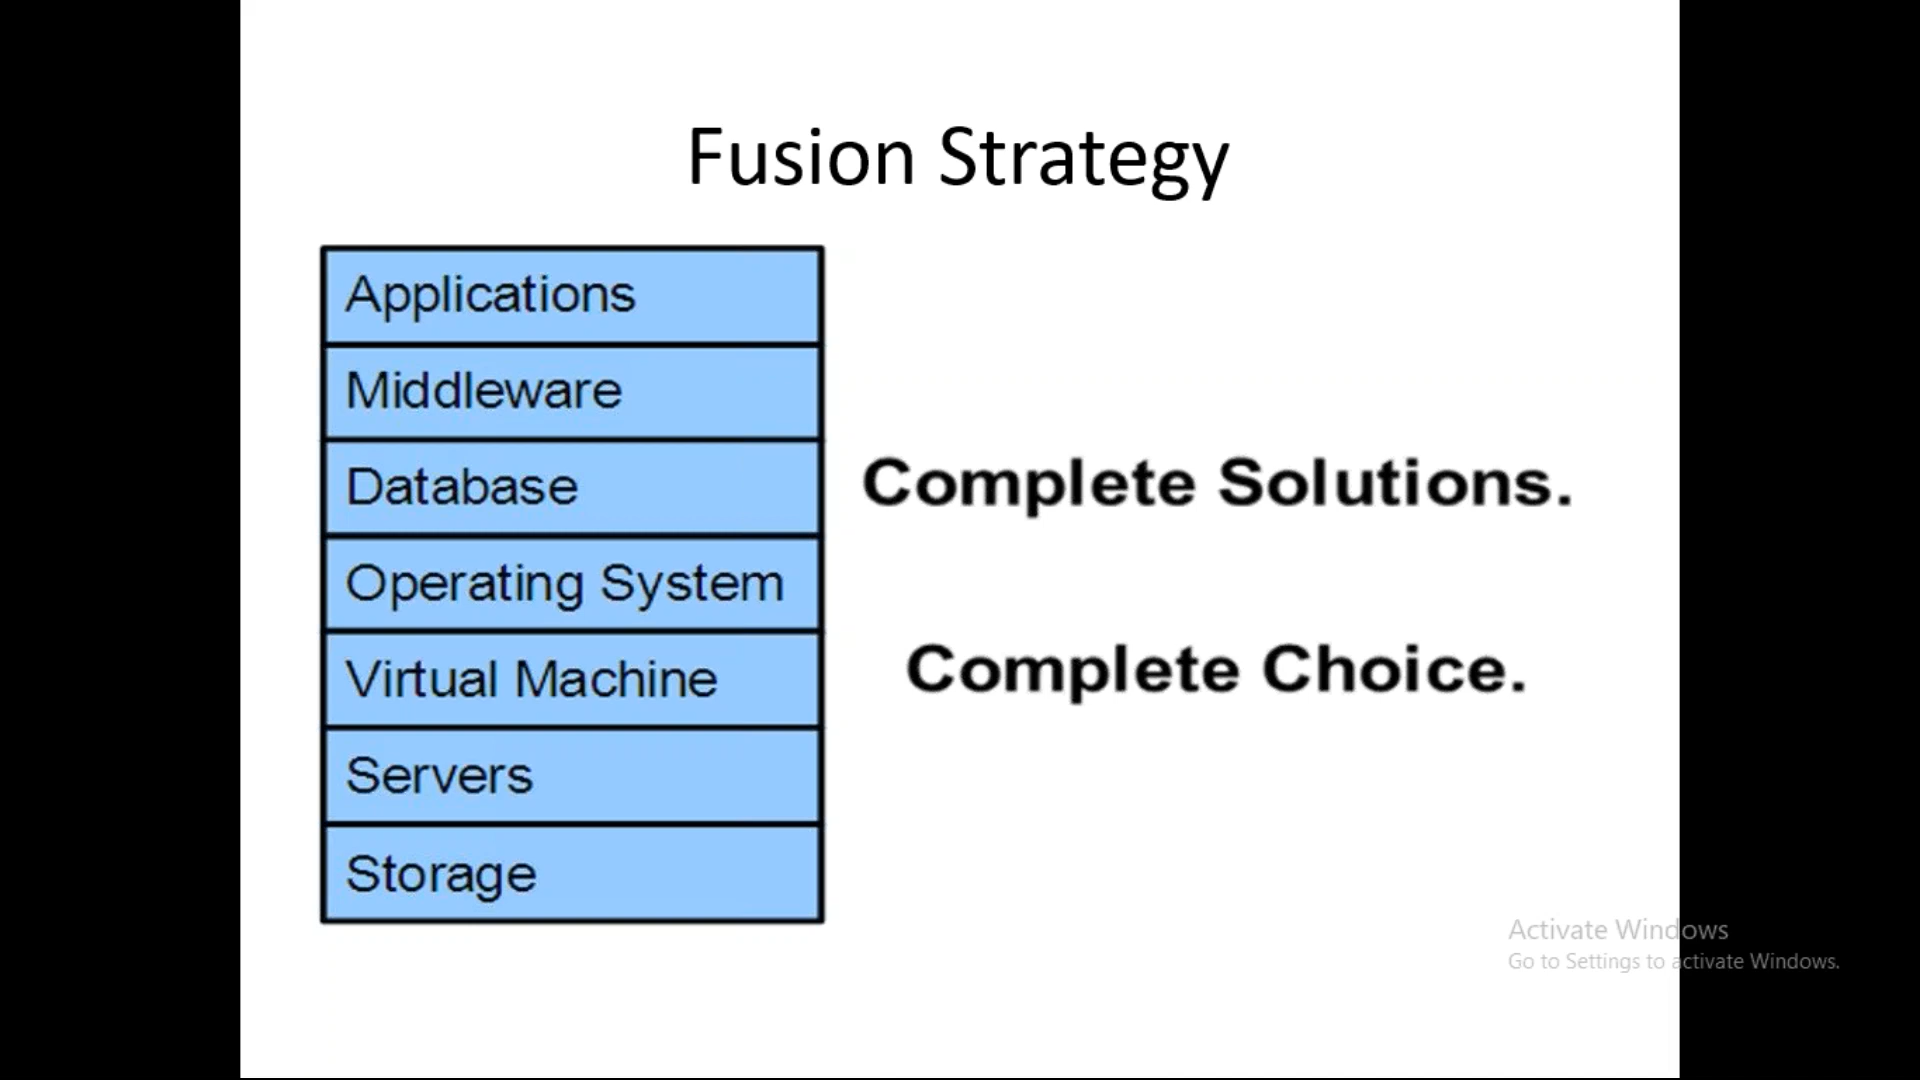 Fusion Strategy
Applications
Middleware
Database
Operating System
Virtual Machine
Servers
Storage
Complete Solutions.
Complete Choice.
Activate Windows
Go to Settings to activate Windows.